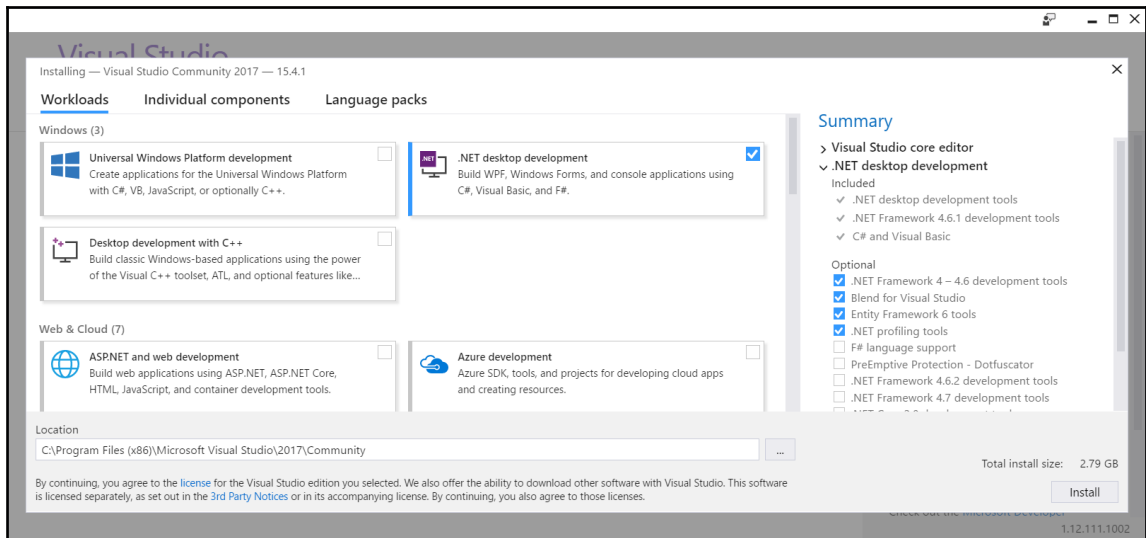 Visual Studio
Installing — Visual Studio Community 2017 — 15.4.1
Workloads
Individual components
Language packs
Windows (3)
Universal Windows Platform development
Create applications for the Universal Windows Platform
with C#, VB, JavaScript, or optionally C++.
.NET
.NET desktop development
Build WPF, Windows Forms, and console applications using
C#, Visual Basic, and F#.
Desktop development with C++
Build classic Windows-based applications using the power
of the Visual C++ toolset, ATL, and optional features like...
Web & Cloud (7)
ASP.NET and web development
Build web applications using ASP.NET, ASP.NET Core,
HTML, JavaScript, and container development tools.
Azure development
Azure SDK, tools, and projects for developing cloud apps
and creating resources.
Summary
Visual Studio core editor
.NET desktop development
Included
.NET desktop development tools
.NET Framework 4.6.1 development tools
C# and Visual Basic
Optional
.NET Framework 4 – 4.6 development tools
Blend for Visual Studio
Entity Framework 6 tools
.NET profiling tools
F# language support
PreEmptive Protection - Dotfuscator
.NET Framework 4.6.2 development tools
.NET Framework 4.7 development tools
Location
C:\Program Files (x86)\Microsoft Visual Studio\2017\Community
...
By continuing, you agree to the license for the Visual Studio edition you selected. We also offer the ability to download other software with Visual Studio. This software
is licensed separately, as set out in the 3rd Party Notices or in its accompanying license. By continuing, you also agree to those licenses.
Total install size: 2.79 GB
Install
Check out the Microsoft Developer
1.12.111.1002